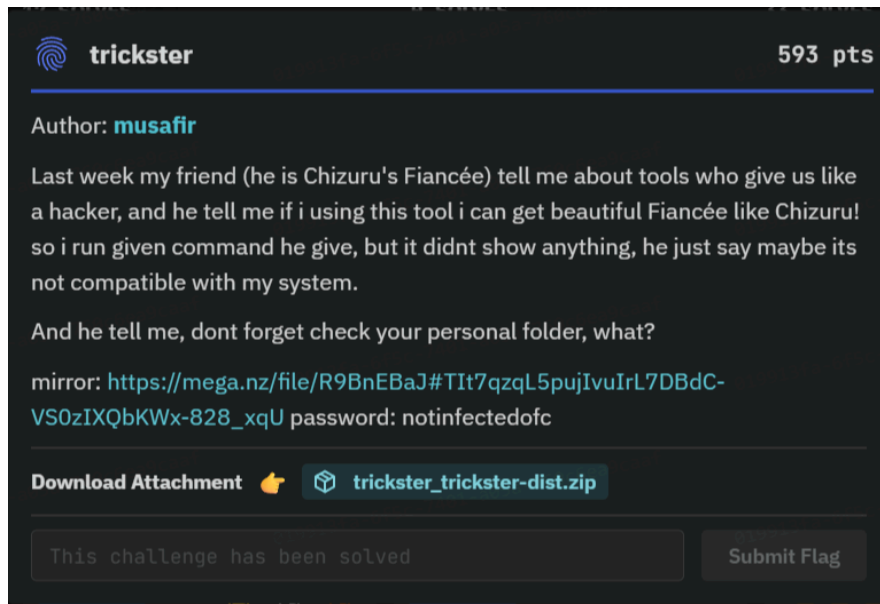 trickster
593 pts
Author: musafir
Last week my friend (he is Chizuru's Fiancée) tell me about tools who give us like
a hacker, and he tell me if i using this tool i can get beautiful Fiancée like Chizuru!
so i run given command he give, but it didnt show anything, he just say maybe its
not compatible with my system.
And he tell me, dont forget check your personal folder, what?
mirror: https://mega.nz/file/R9BnEBaJ#TIt7qzqL5pujIvuIrL7DBdC-
VS0zIXQbKWx-828_xqU password: notinfectedofc
Download Attachment 👉 trickster_trickster-dist.zip
This challenge has been solved
Submit Flag